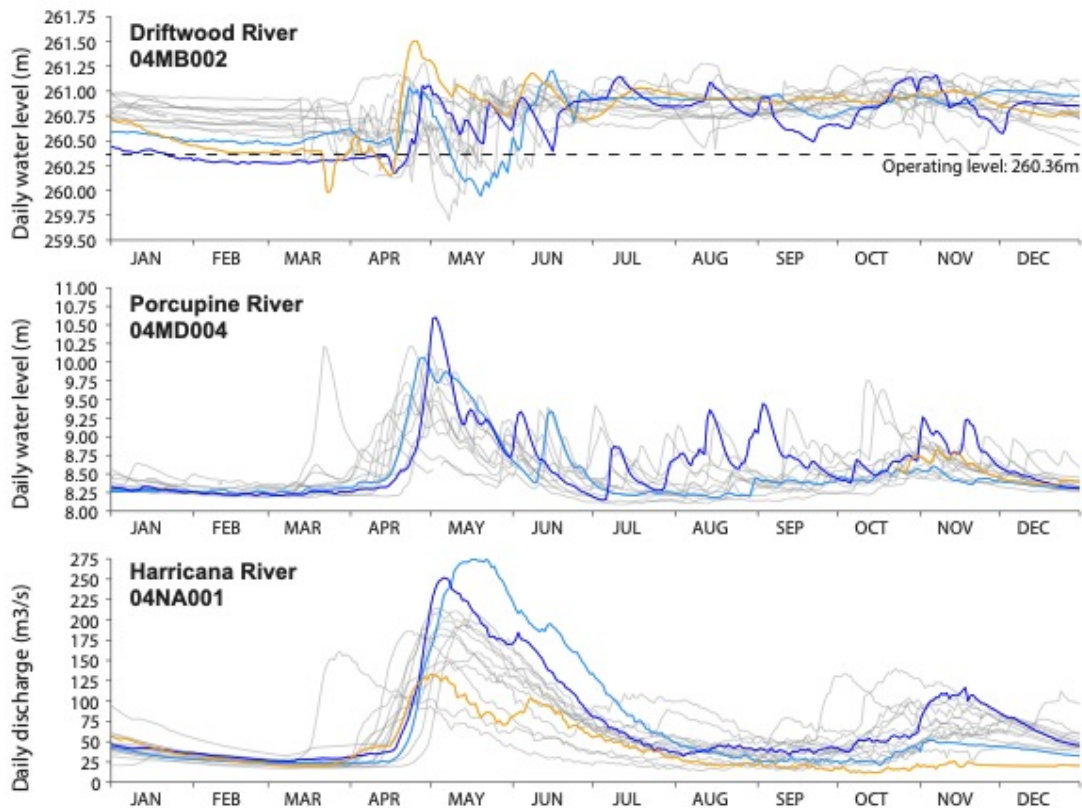 Driftwood River
04MB002
Daily water level (m)
261.75
261.50
261.25
261.00
260.75
260.50
260.25
260.00
259.75
259.50
Operating level: 260.36m
JAN FEB MAR APR MAY JUN JUL AUG SEP OCT NOV DEC
Porcupine River
04MD004
Daily water level (m)
11.00
10.75
10.50
10.25
10.00
9.75
9.50
9.25
9.00
8.75
8.50
8.25
8.00
JAN FEB MAR APR MAY JUN JUL AUG SEP OCT NOV DEC
Harricana River
04NA001
Daily discharge (m3/s)
275
250
225
200
175
150
125
100
75
50
25
0
JAN FEB MAR APR MAY JUN JUL AUG SEP OCT NOV DEC